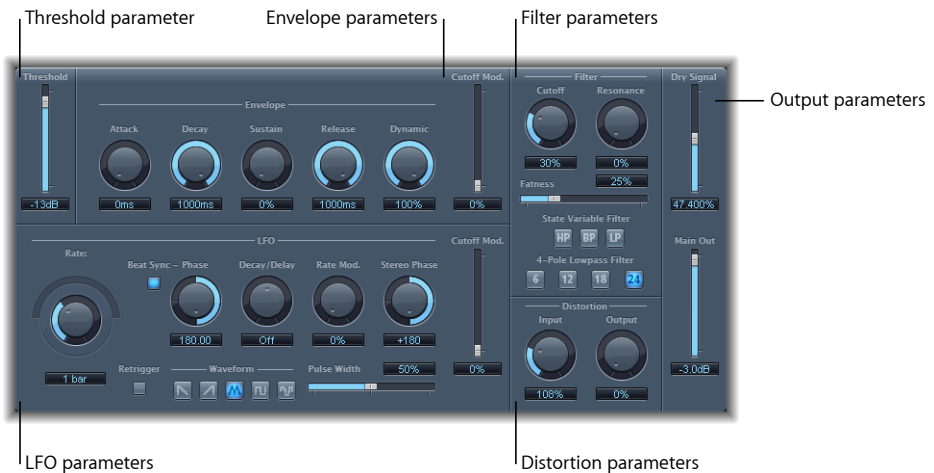 Threshold parameter
Envelope parameters
Filter parameters
Output parameters
Threshold
-13dB
Envelope
Attack
Decay
Sustain
Release
Dynamic
0ms
1000ms
0%
1000ms
100%
Cutoff Mod.
0%
Filter
Cutoff
Resonance
30%
0%
Fatness
25%
State Variable Filter
HP
BP
LP
4-Pole Lowpass Filter
6
12
18
24
Dry Signal
47.400%
LFO
Rate:
1 bar
Beat Sync – Phase
Decay/Delay
Rate Mod.
Stereo Phase
180.00
Off
0%
+180
Retrigger
Waveform
Pulse Width
50%
Cutoff Mod.
0%
Distortion
Input
Output
108%
0%
Main Out
-3.0dB
LFO parameters
Distortion parameters